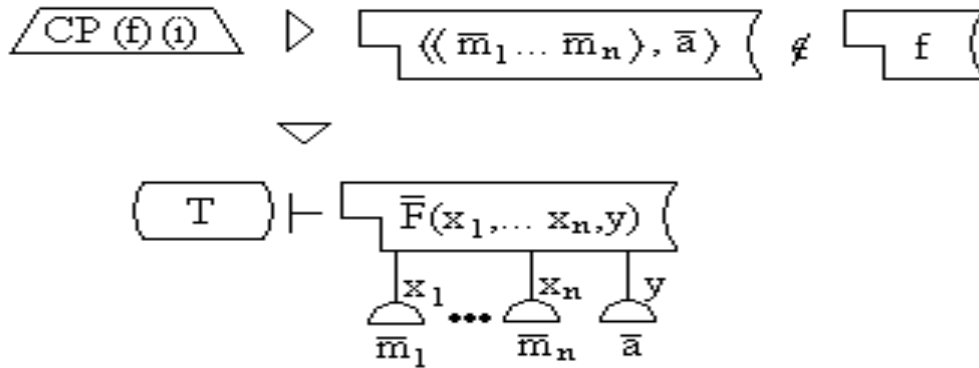 CP (f) (i) ⟨⟨ m̅₁... m̅ₙ ⟩, a̅ ⟩ ∉ f
T ⊢ F̅(x₁,... xₙ,y)
x₁ xₙ y
m̅₁ ••• m̅ₙ a̅